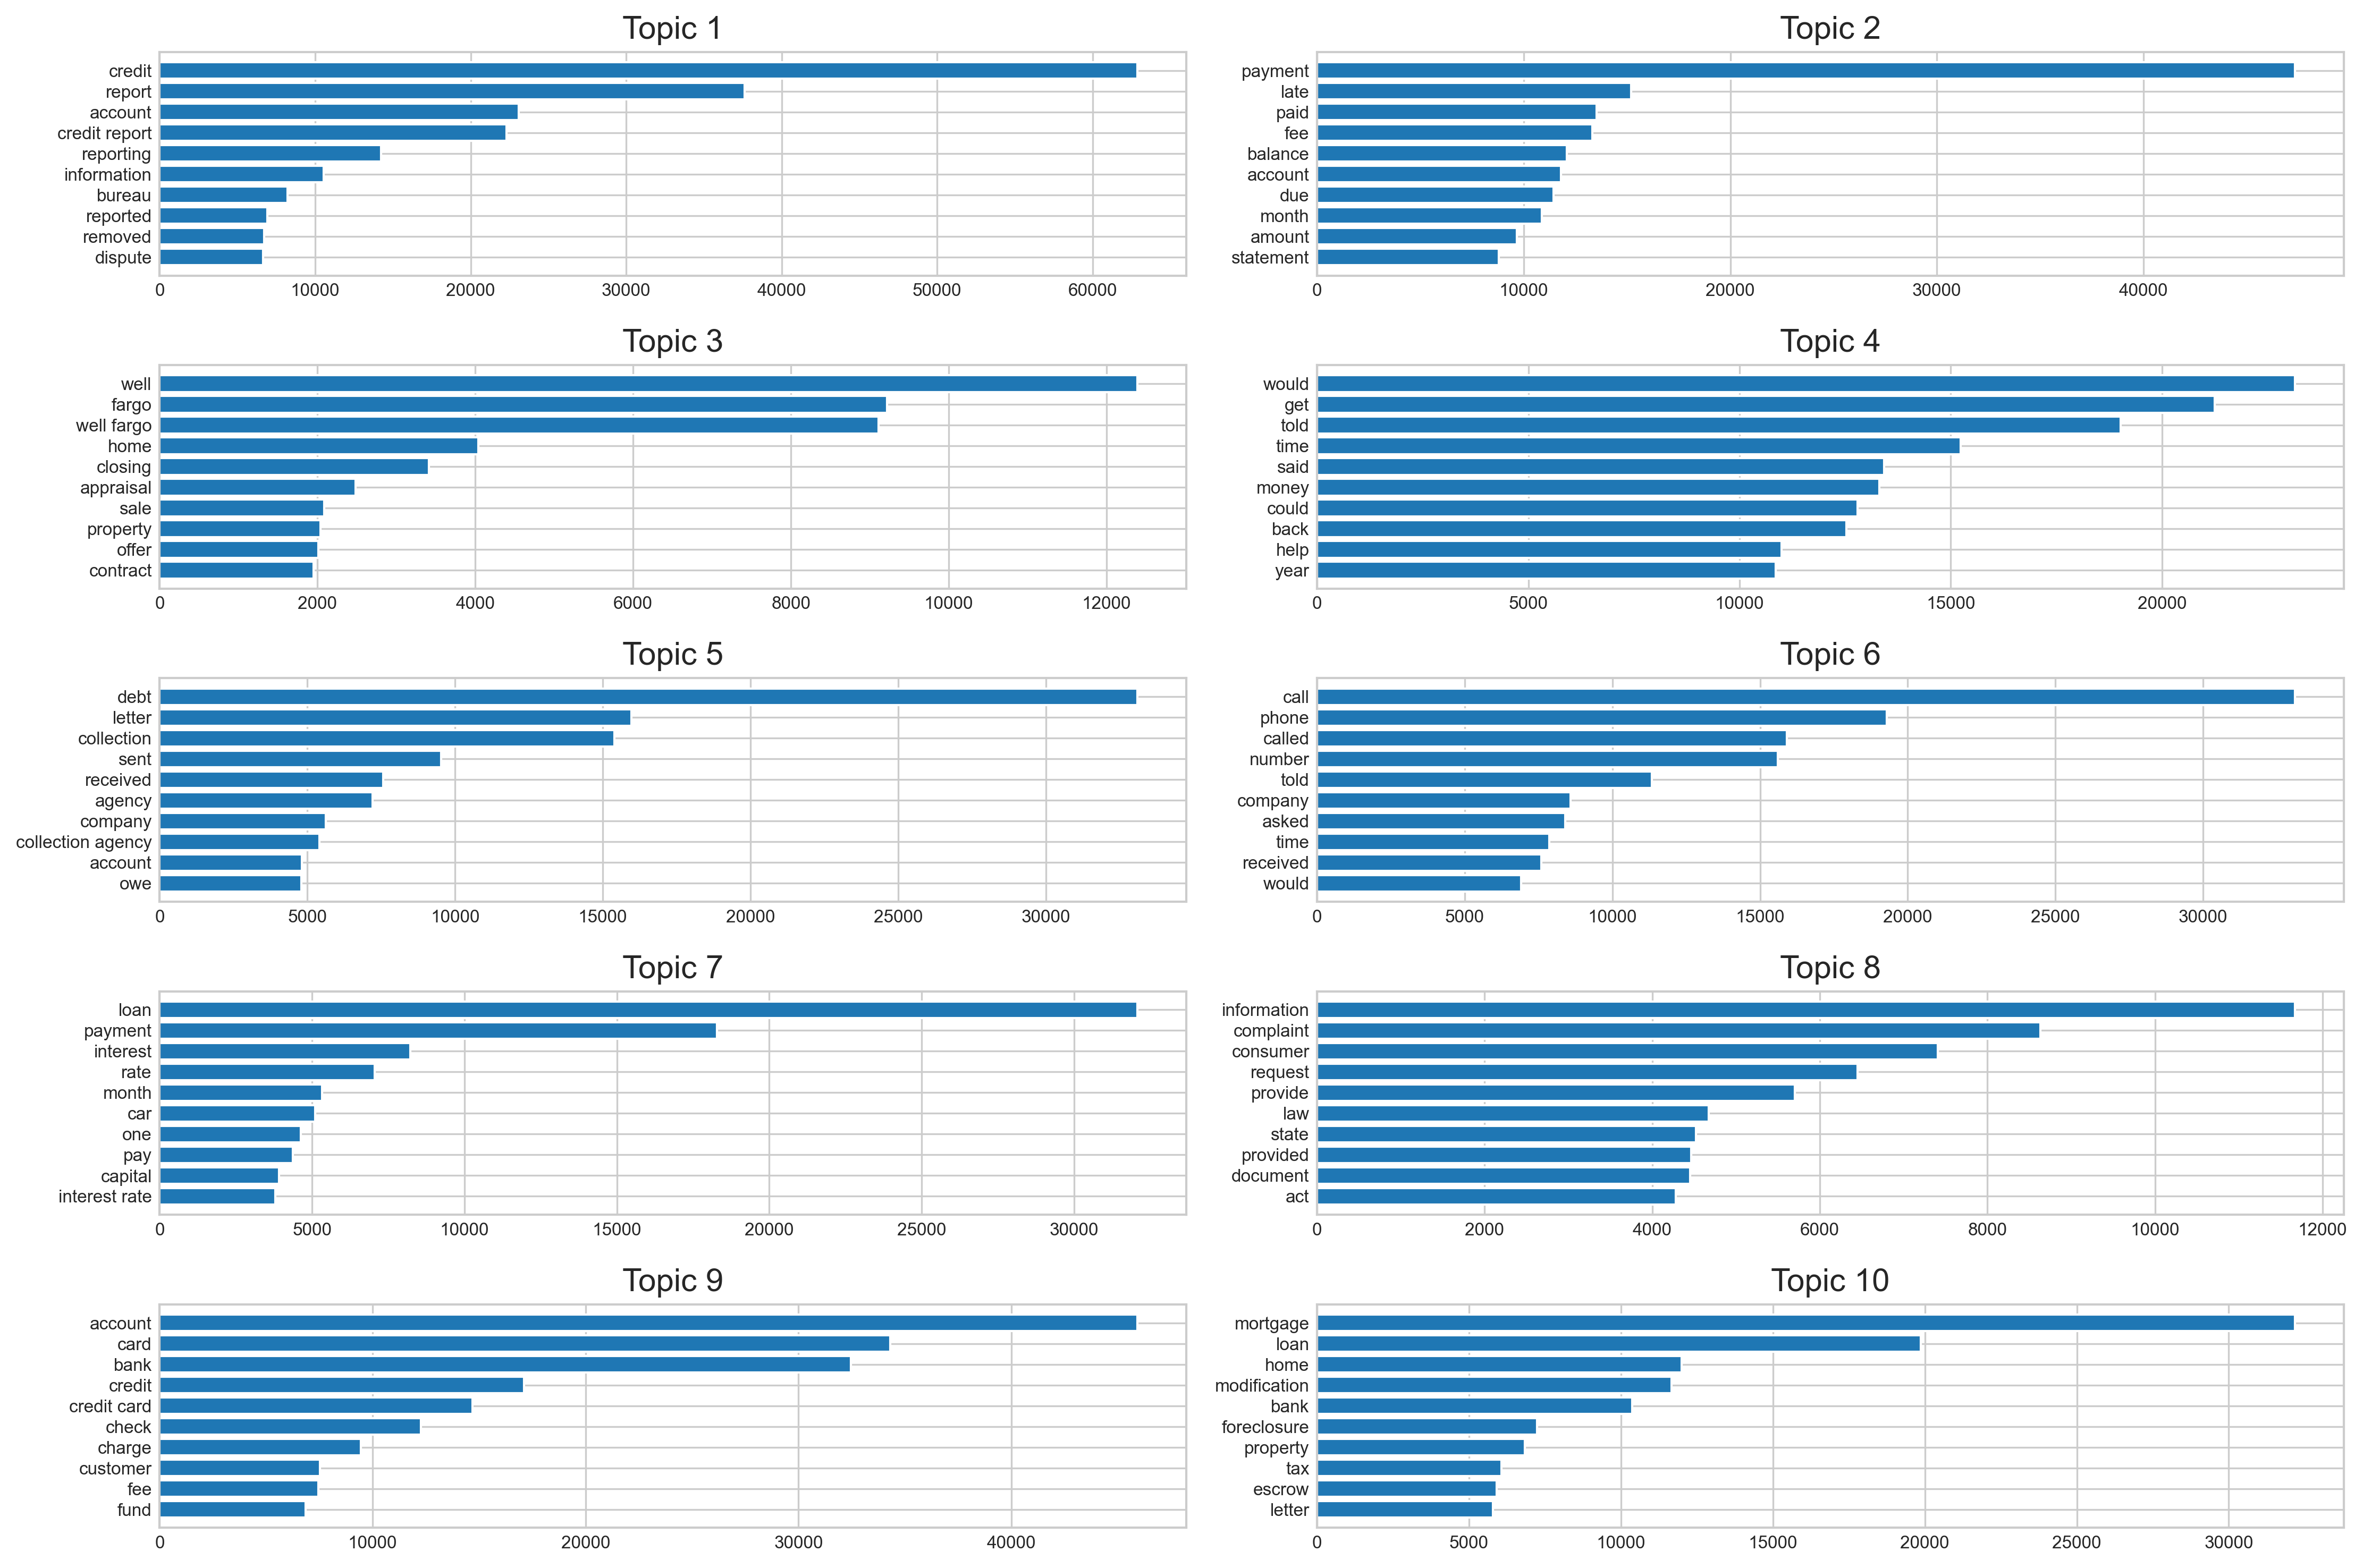 Topic 1
credit
report
account
credit report
reporting
information
bureau
reported
removed
dispute
0 10000 20000 30000 40000 50000 60000
Topic 2
payment
late
paid
fee
balance
account
due
month
amount
statement
0 10000 20000 30000 40000
Topic 3
well
fargo
well fargo
home
closing
appraisal
sale
property
offer
contract
0 2000 4000 6000 8000 10000 12000
Topic 4
would
get
told
time
said
money
could
back
help
year
0 5000 10000 15000 20000
Topic 5
debt
letter
collection
sent
received
agency
company
collection agency
account
owe
0 5000 10000 15000 20000 25000 30000
Topic 6
call
phone
called
number
told
company
asked
time
received
would
0 5000 10000 15000 20000 25000 30000
Topic 7
loan
payment
interest
rate
month
car
one
pay
capital
interest rate
0 5000 10000 15000 20000 25000 30000
Topic 8
information
complaint
consumer
request
provide
law
state
provided
document
act
0 2000 4000 6000 8000 10000 12000
Topic 9
account
card
bank
credit
credit card
check
charge
customer
fee
fund
0 10000 20000 30000 40000
Topic 10
mortgage
loan
home
modification
bank
foreclosure
property
tax
escrow
letter
0 5000 10000 15000 20000 25000 30000